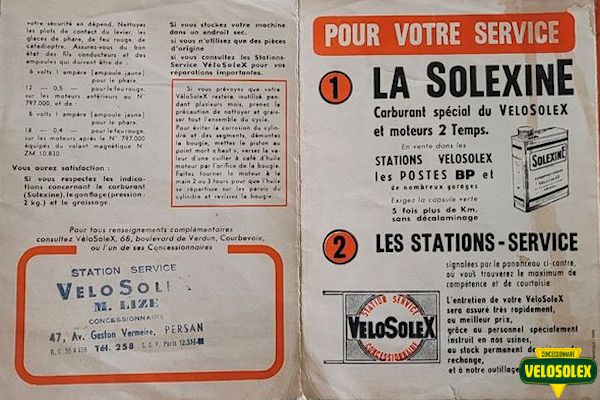 votre sécurité en dépend. Nettoyez
les plots de contact du levier, les
glaces de phare, de feu rouge, de
catadioptre. Assurez-vous du bon
état des fils conducteurs et des
ampoules qui doivent être :
6 volts 1 ampère (ampoule jaune)
pour le phare.
12 — 0,5 — pour le feu rouge,
sur les moteurs antérieurs au N°
797.000, et de :
6 volts 1 ampère (ampoule jaune)
pour le phare.
18 — 0,4 — pour le feu rouge,
sur les moteurs après le N° 797.000
équipés du volant magnétique N°
ZM 10.830.
Vous aurez satisfaction :
Si vous respectez les indica-
tions concernant le carburant
(Solexine), le gonflage (pression :
2 kg.) et le graissage.
Si vous stockez votre machine
dans un endroit sec.
si vous n'utilisez que des pièces
d'origine
si vous consultez les Stations-
Service VéloSoleX pour vos
réparations importantes.
Si vous prévoyez que votre
VéloSoleX restera inutilisé pen-
dant plusieurs mois, prenez la
précaution de nettoyer et grais-
ser tout l'ensemble du cycle.
Pour éviter la corrosion du cylin-
dre et des segments, démontez
la bougie, mettez le piston au
point mort « haut », versez la va-
leur d'une cuiller à café d'huile
moteur par l'orifice de la bougie.
Faites tourner le moteur à la
main 2 ou 3 tours pour que l'huile
se répartisse sur les parois du
cylindre et revissez la bougie.
Pour tous renseignements complémentaires
consultez VéloSoleX, 68, boulevard de Verdun, Courbevoie,
ou l'un de ses Concessionnaires
STATION SERVICE
VELOSOLEX
M. LIZE
CONCESSIONNAIRE
47, Av. Gaston Vermeire, PERSAN
Tél. 258 C.C.P. Paris
POUR VOTRE SERVICE
1 LA SOLEXINE
Carburant spécial du VELOSOLEX
et moteurs 2 Temps.
En vente dans les
STATIONS VELOSOLEX
les POSTES BP et
de nombreux garages
Exigez la capsule verte
5 fois plus de Km.
sans décalaminage
SOLEXINE
2 LES STATIONS-SERVICE
signalées par le panonceau ci-contre,
où vous trouverez le maximum de
compétence et de courtoisie.
L'entretien de votre VéloSoleX
sera assuré très rapidement,
au meilleur prix,
grâce au personnel spécialement
instruit en nos usines,
au stock permanent de
rechange,
et à notre outillage
STATION SERVICE
VELOSOLEX
CONCESSIONNAIRE
CONCESSIONNAIRE
VELOSOLEX